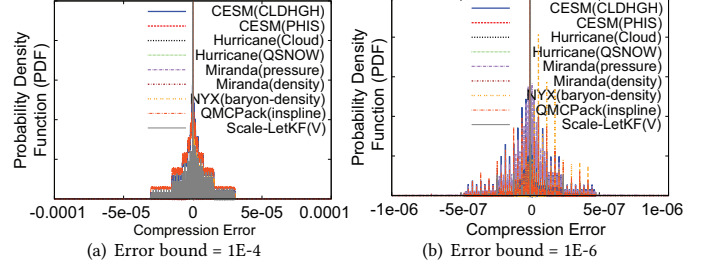 Probability Density
Function (PDF)
CESM(CLDHGH)
CESM(PHIS)
Hurricane(Cloud)
Hurricane(QSNOW)
Miranda(pressure)
Miranda(density)
NYX(baryon-density)
QMCPack(inspline)
Scale-LetKF(V)
-0.0001 -5e-05 0 5e-05 0.0001
Compression Error
(a) Error bound = 1E-4
Probability Density
Function (PDF)
CESM(CLDHGH)
CESM(PHIS)
Hurricane(Cloud)
Hurricane(QSNOW)
Miranda(pressure)
Miranda(density)
NYX(baryon-density)
QMCPack(inspline)
Scale-LetKF(V)
-1e-06 -5e-07 0 5e-07 1e-06
Compression Error
(b) Error bound = 1E-6